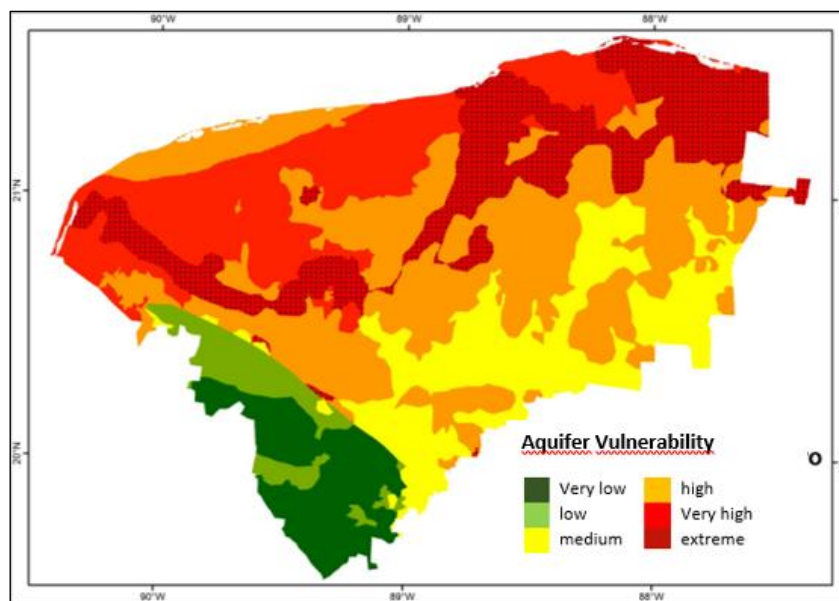 90°W 89°W 88°W
21°N
20°N
Aquifer Vulnerability
Very low high
low Very high
medium extreme
o
90°W 89°W 88°W